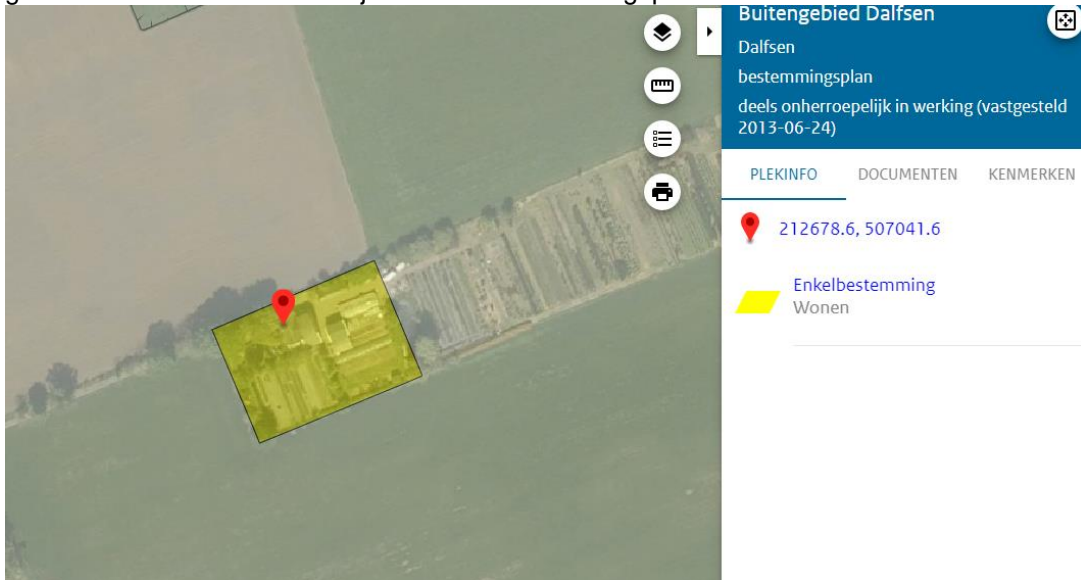 Buitengebied Dalfsen
Dalfsen
bestemmingsplan
deels onherroepelijk in werking (vastgesteld
2013-06-24)
PLEKINFO DOCUMENTEN KENMERKEN
212678.6, 507041.6
Enkelbestemming
Wonen